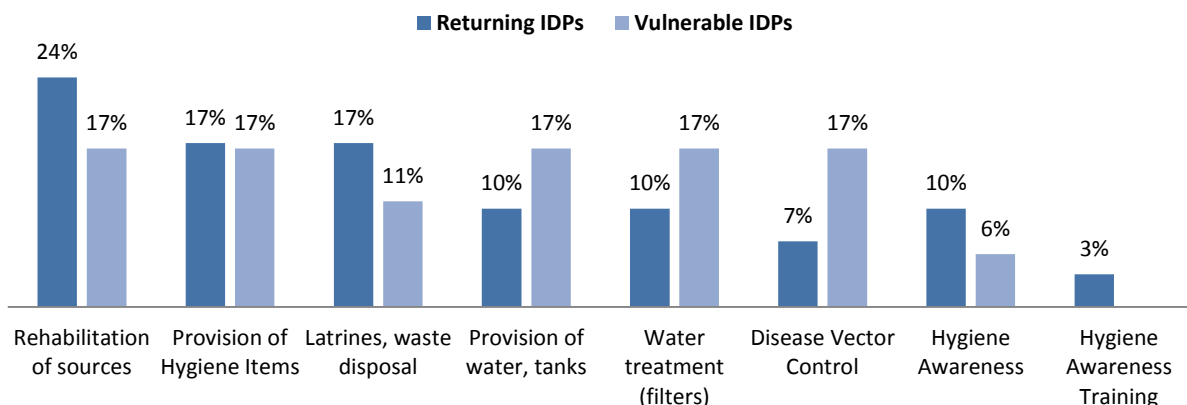 Returning IDPs Vulnerable IDPs
24%
17%
17%
17%
17%
11%
10%
17%
10%
17%
7%
17%
10%
6%
3%
Rehabilitation
of sources
Provision of
Hygiene Items
Latrines, waste
disposal
Provision of
water, tanks
Water
treatment
(filters)
Disease Vector
Control
Hygiene
Awareness
Hygiene
Awareness
Training